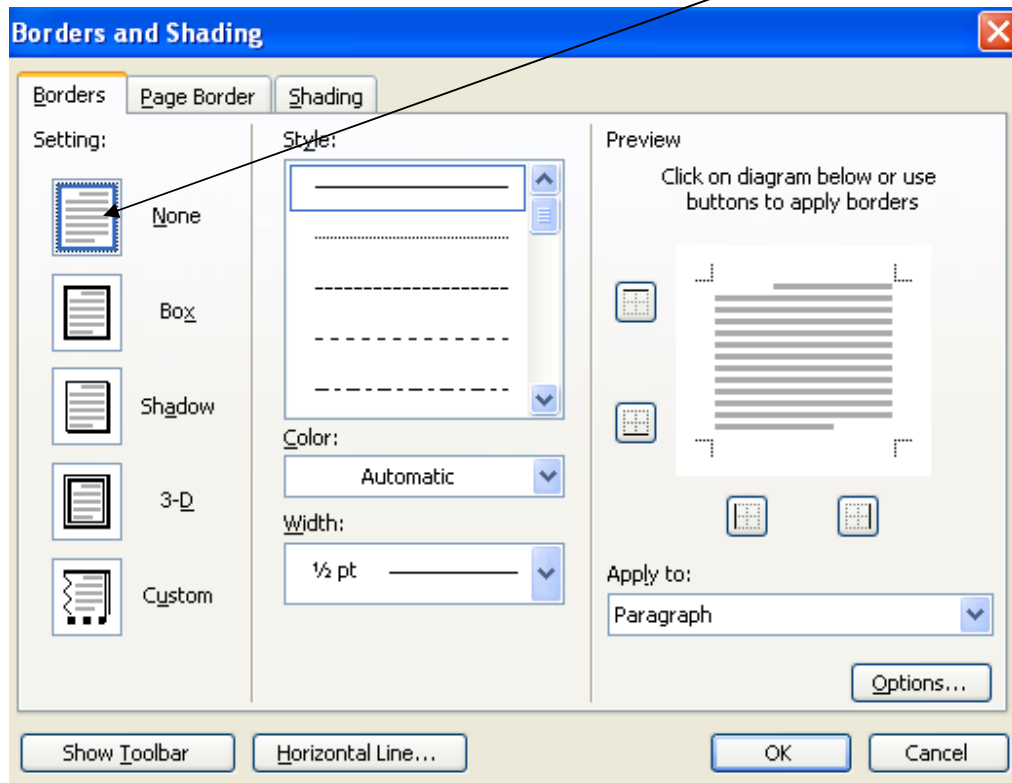 Borders and Shading
Borders Page Border Shading
Setting:
None
Box
Shadow
3-D
Custom
Style:
Color:
Automatic
Width:
½ pt
Preview
Click on diagram below or use
buttons to apply borders
Apply to:
Paragraph
Options...
Show Toolbar
Horizontal Line...
OK
Cancel